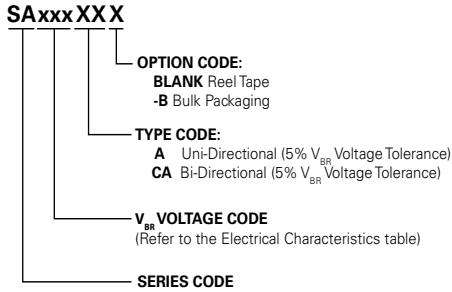 SAxxxXX X
OPTION CODE:
BLANK Reel Tape
-B Bulk Packaging
TYPE CODE:
A Uni-Directional (5% VBR Voltage Tolerance)
CA Bi-Directional (5% VBR Voltage Tolerance)
VBR VOLTAGE CODE
(Refer to the Electrical Characteristics table)
SERIES CODE